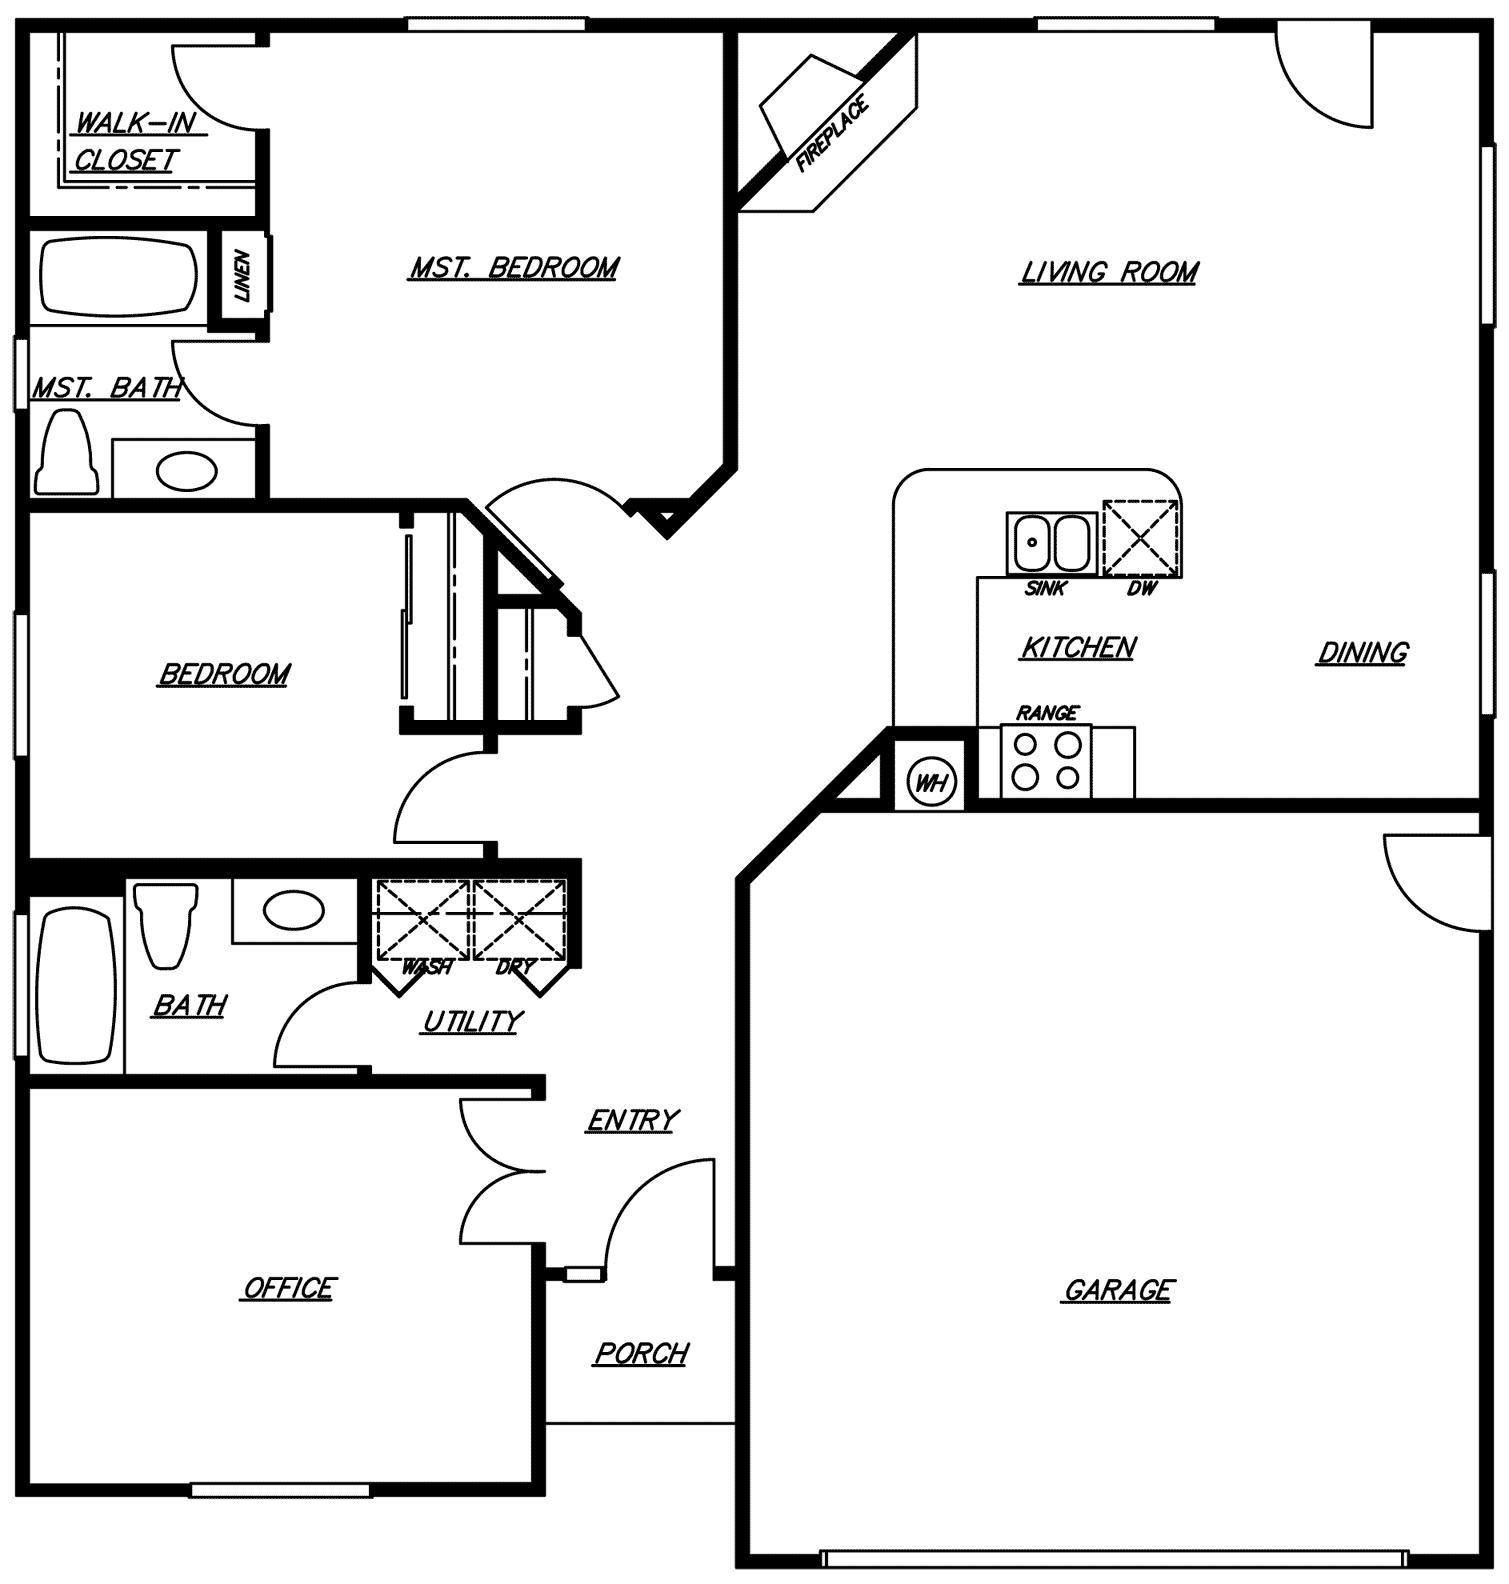 WALK-IN
CLOSET
FIREPLACE
LINEN
MST. BEDROOM
LIVING ROOM
MST. BATH
SINK
DW
KITCHEN
DINING
BEDROOM
RANGE
WH
WASH
DRY
BATH
UTILITY
ENTRY
OFFICE
GARAGE
PORCH